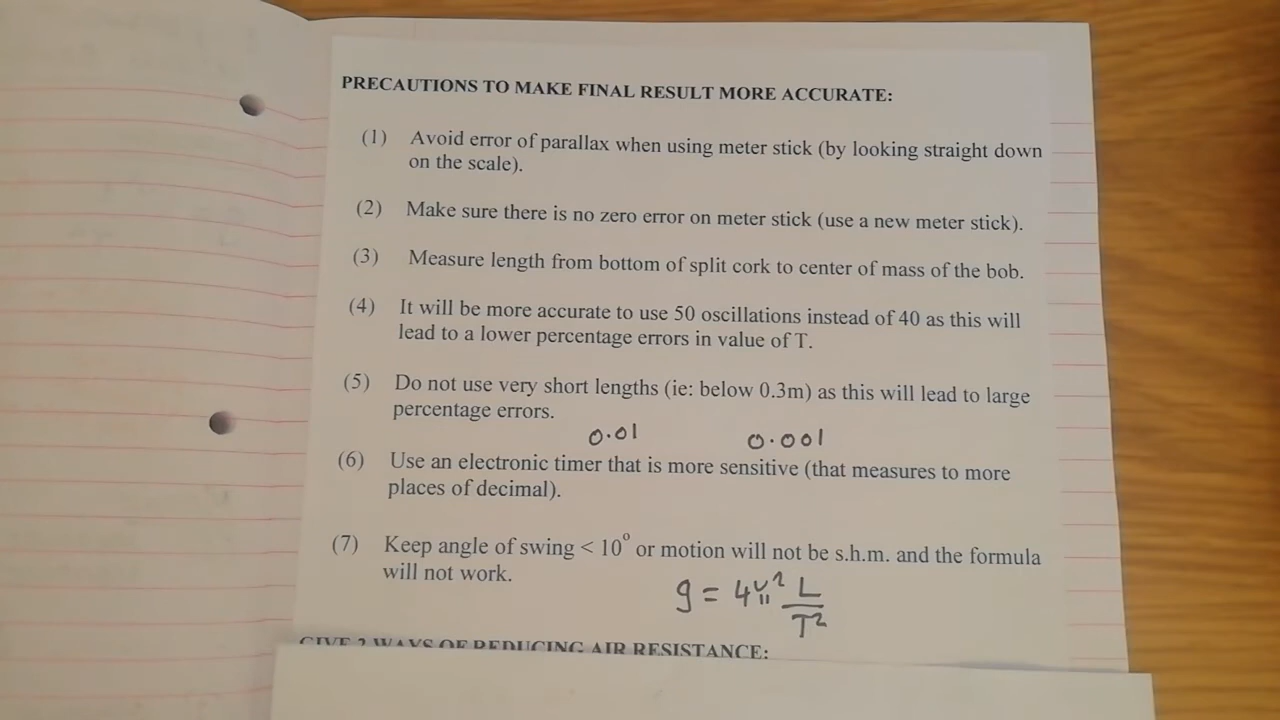 PRECAUTIONS TO MAKE FINAL RESULT MORE ACCURATE:
(1) Avoid error of parallax when using meter stick (by looking straight down
on the scale).
(2) Make sure there is no zero error on meter stick (use a new meter stick).
(3) Measure length from bottom of split cork to center of mass of the bob.
(4) It will be more accurate to use 50 oscillations instead of 40 as this will
lead to a lower percentage errors in value of T.
(5) Do not use very short lengths (ie: below 0.3m) as this will lead to large
percentage errors.
0.01 0.001
(6) Use an electronic timer that is more sensitive (that measures to more
places of decimal).
(7) Keep angle of swing < 10° or motion will not be s.h.m. and the formula
will not work.
g = 4π² L/T²
GIVE 2 WAYS OF REDUCING AIR RESISTANCE: